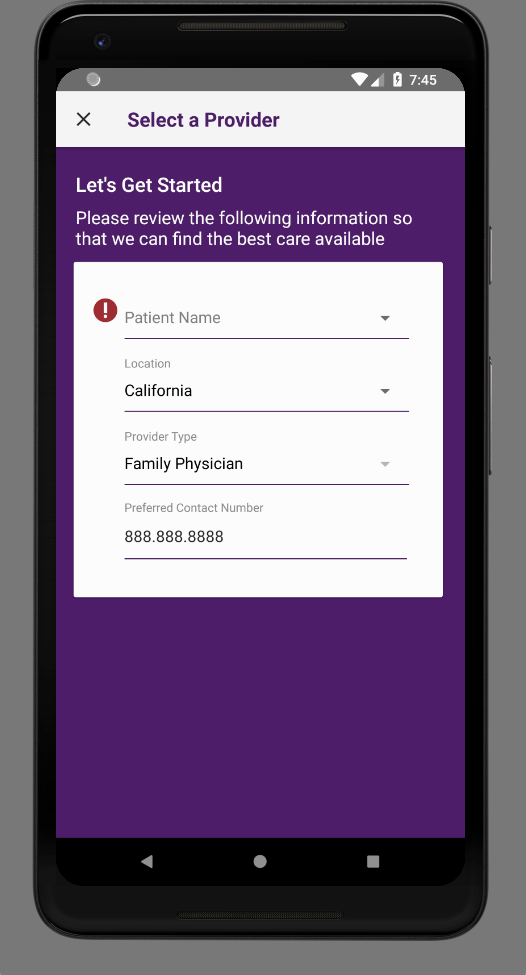 7:45
Select a Provider
Let's Get Started
Please review the following information so
that we can find the best care available
Patient Name
Location
California
Provider Type
Family Physician
Preferred Contact Number
888.888.8888